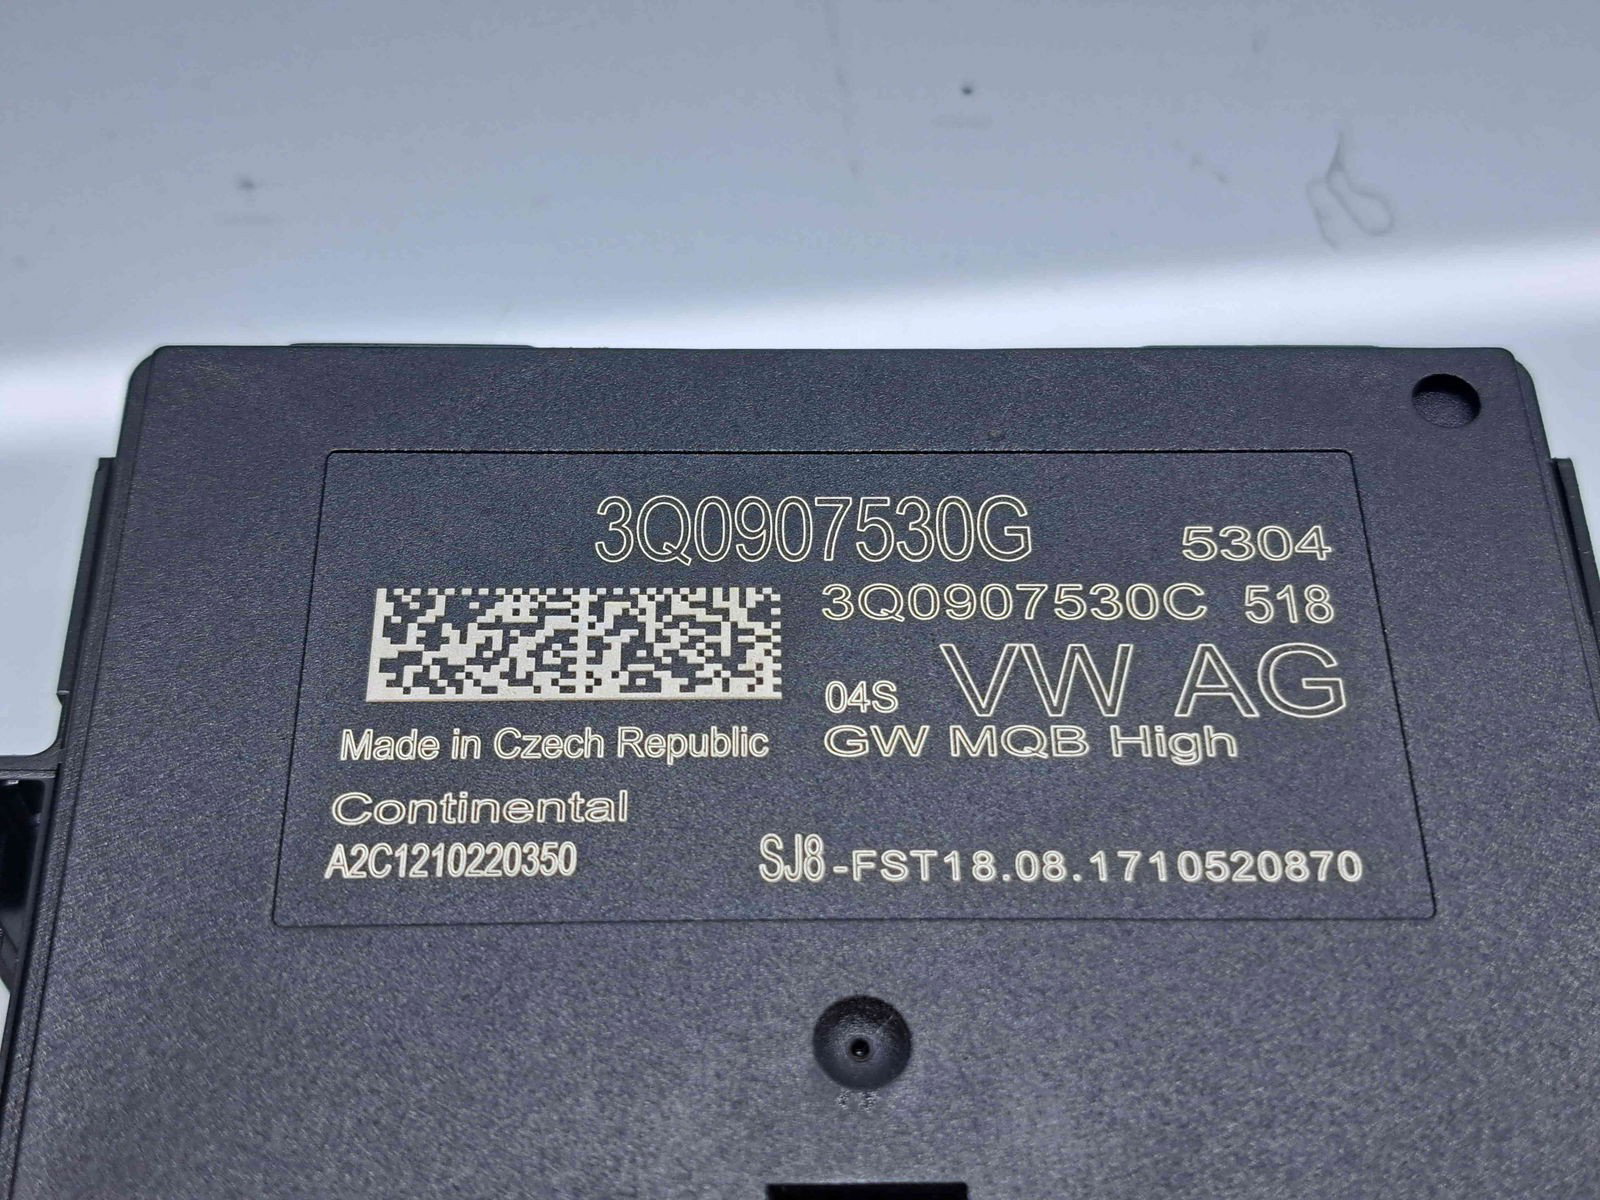 3Q0907530G 5304
3Q0907530C 518
04S VW AG
Made in Czech Republic GW MQB High
Continental
A2C1210220350 SJ8-FST18.08.1710520870